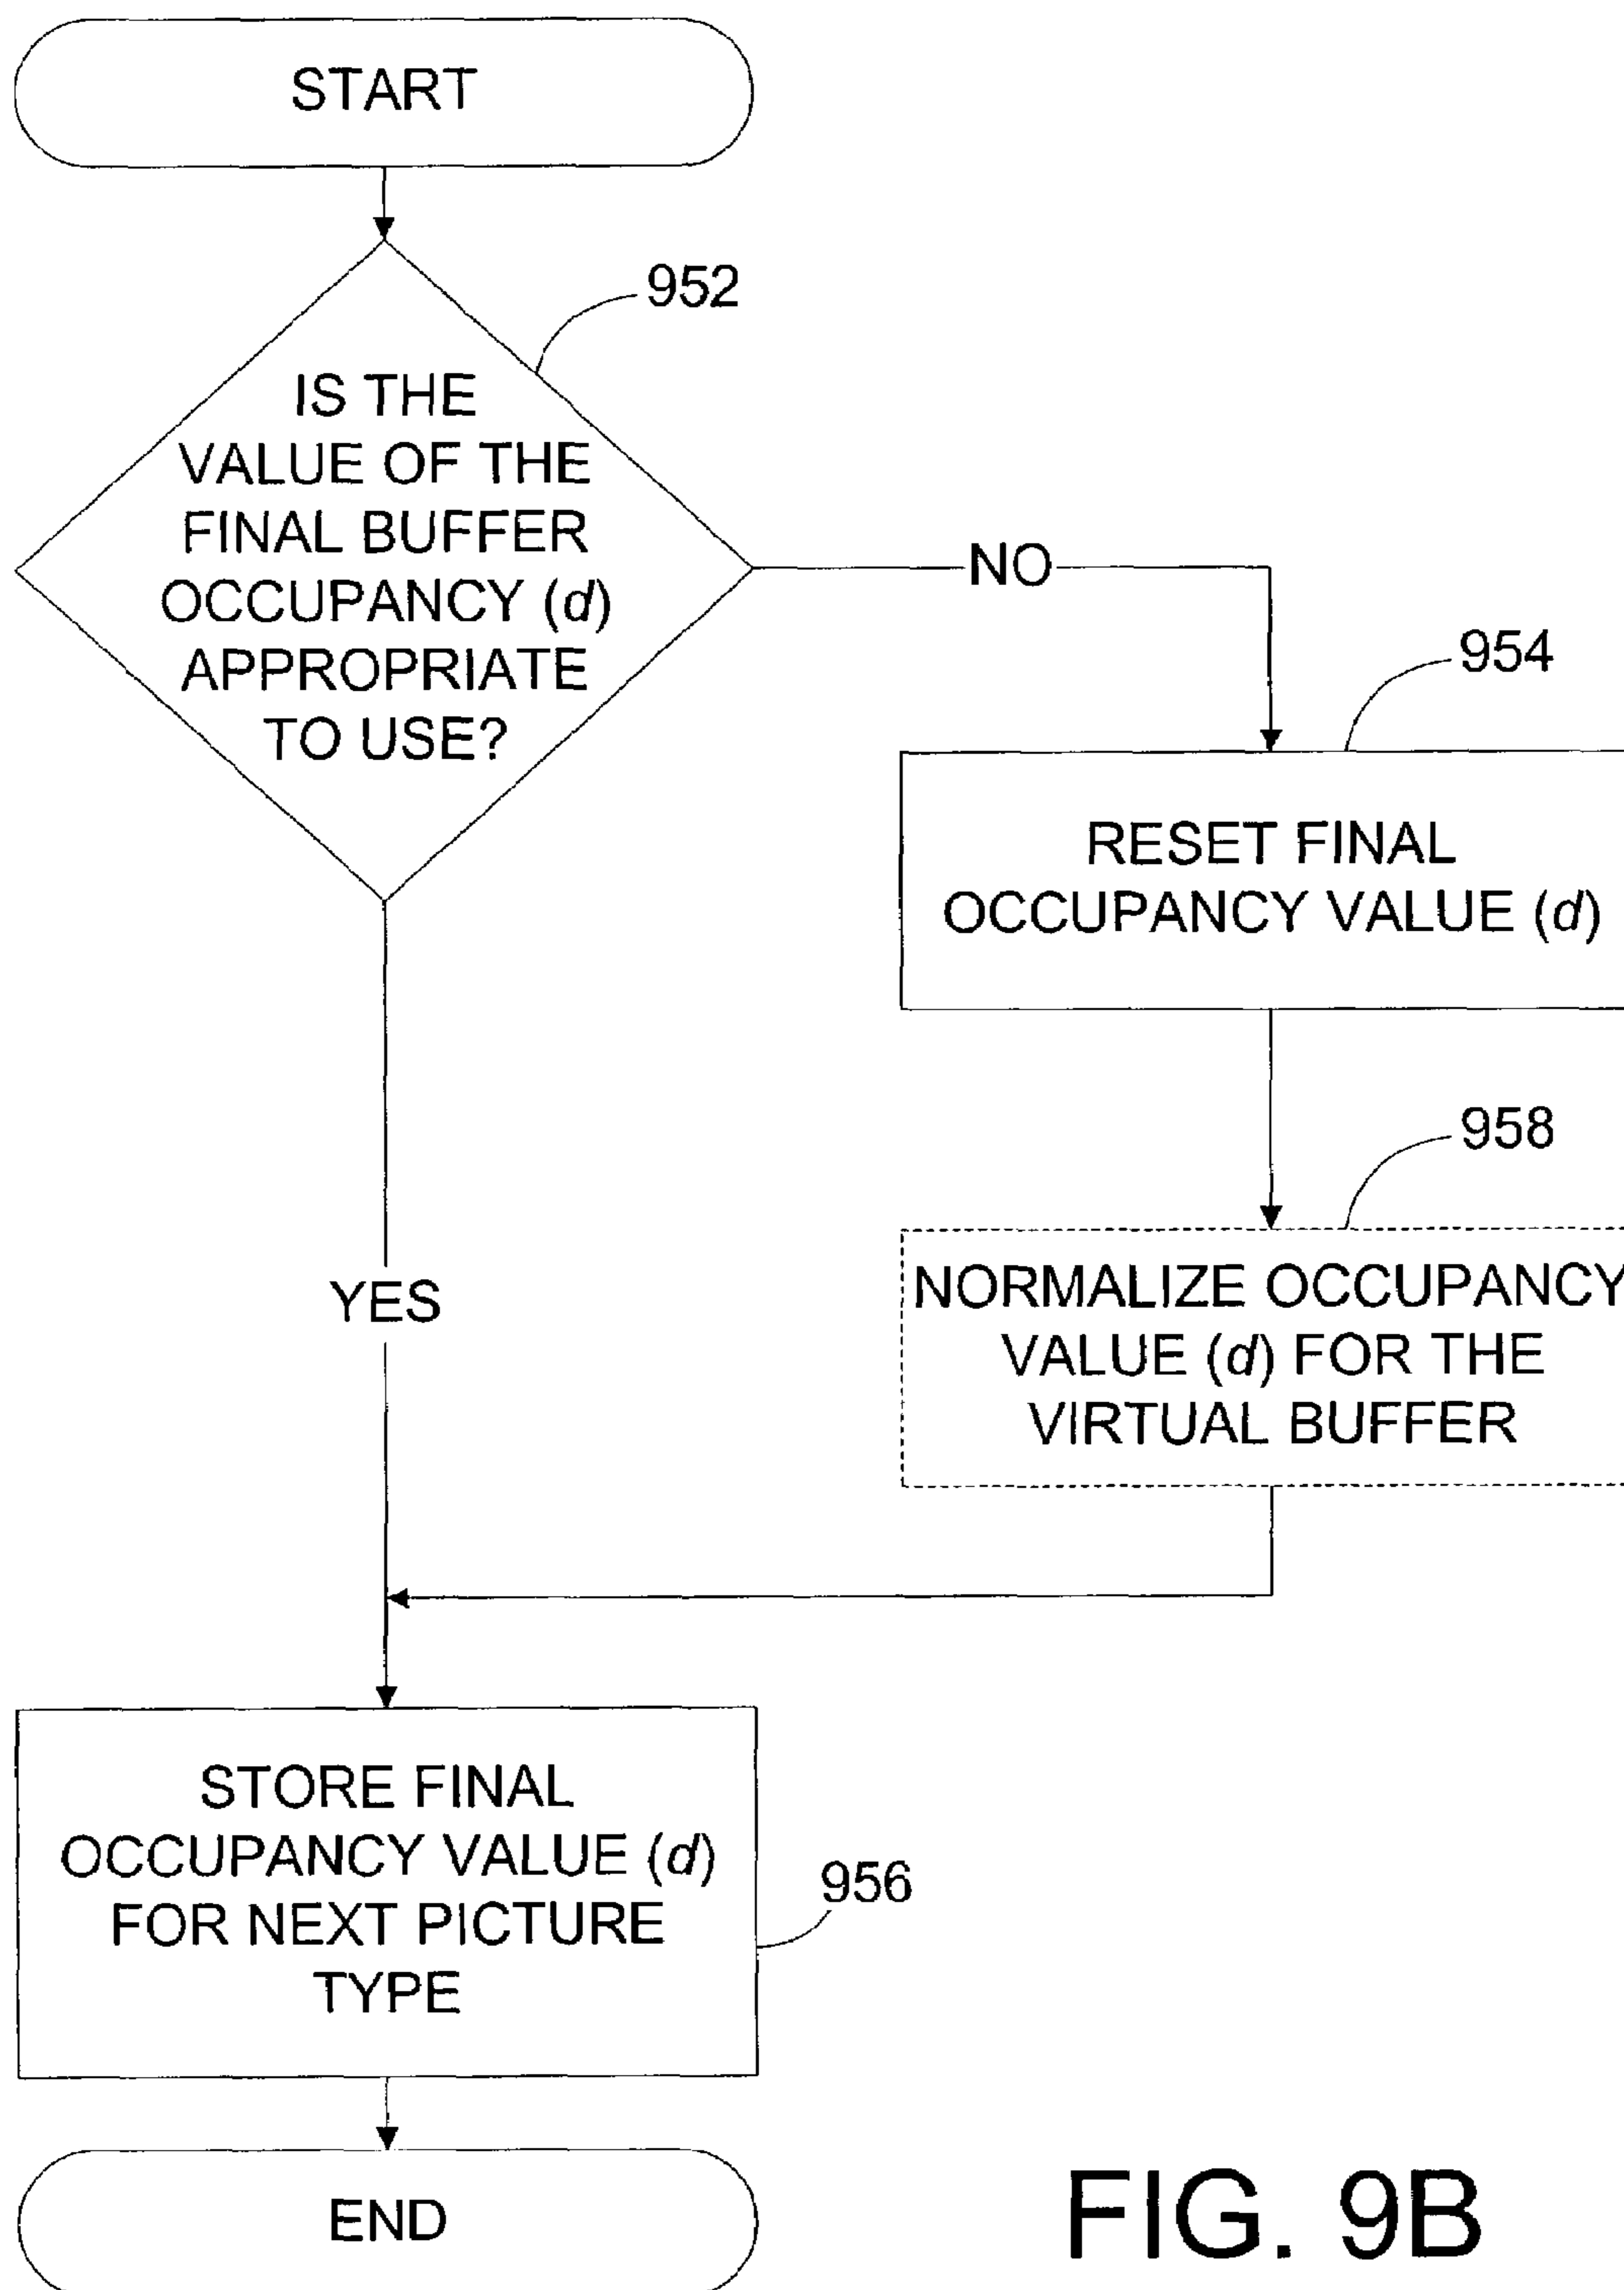 START
952
IS THE
VALUE OF THE
FINAL BUFFER
OCCUPANCY (d)
APPROPRIATE
TO USE?
NO
954
RESET FINAL
OCCUPANCY VALUE (d)
958
NORMALIZE OCCUPANCY
VALUE (d) FOR THE
VIRTUAL BUFFER
YES
STORE FINAL
OCCUPANCY VALUE (d)
FOR NEXT PICTURE
TYPE
956
END
FIG. 9B